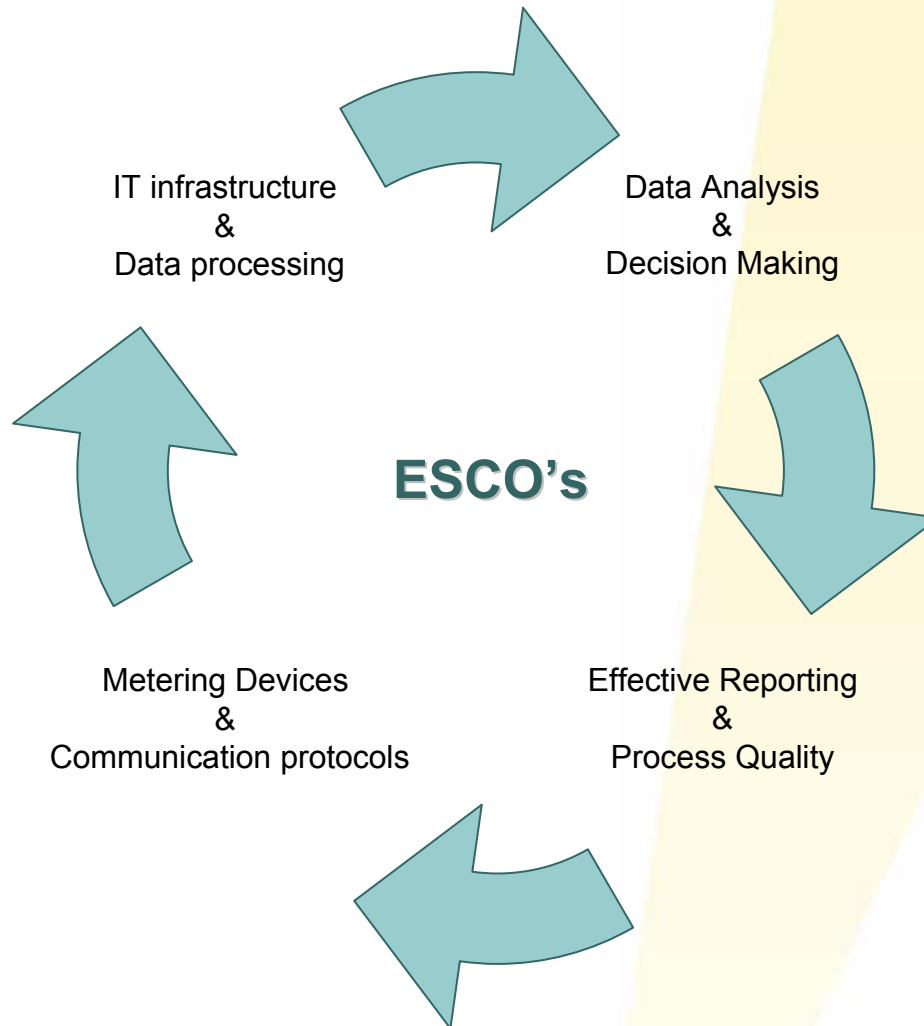 IT infrastructure
&
Data processing
Data Analysis
&
Decision Making
ESCO's
Metering Devices
&
Communication protocols
Effective Reporting
&
Process Quality